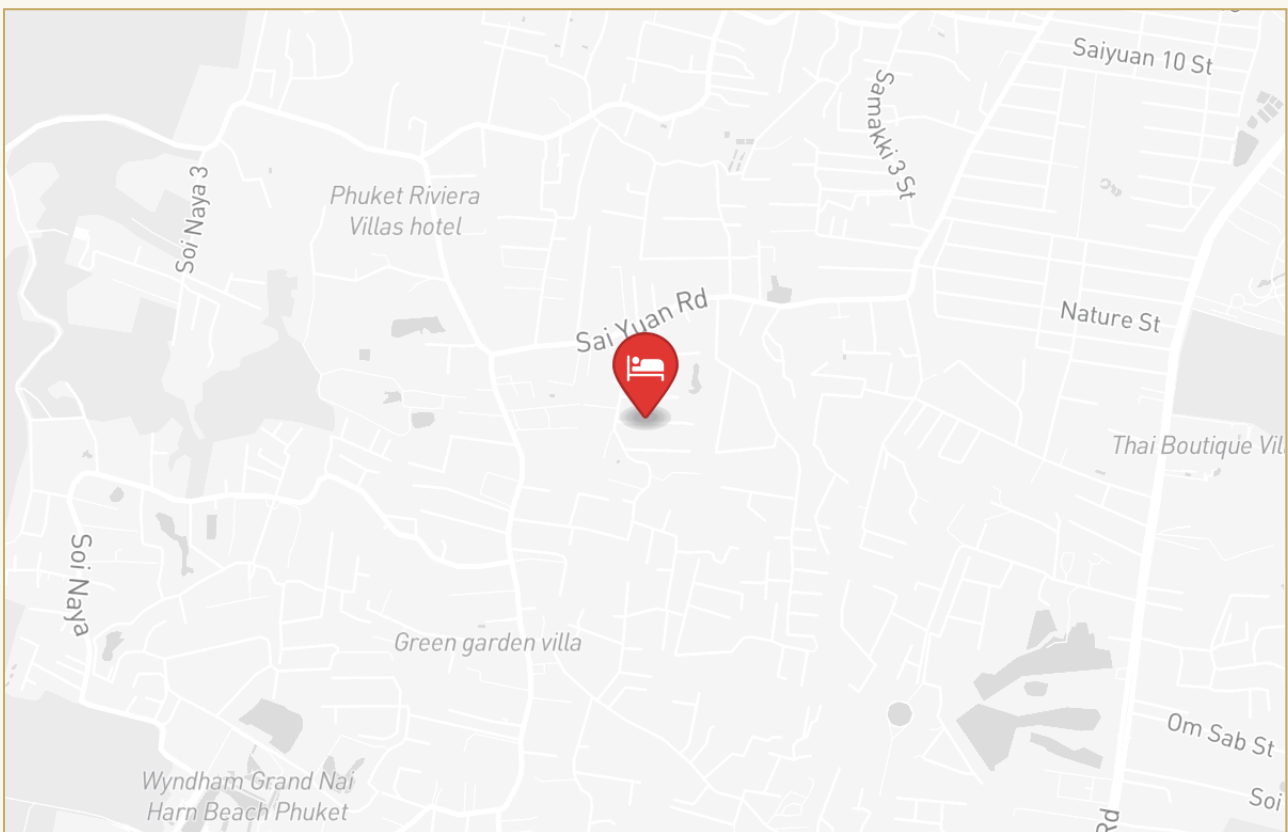 Saiyuan 10 St
Samakki 3 St
Soi Naya 3
Phuket Riviera
Villas hotel
Sai Yuan Rd
Nature St
Thai Boutique Vil
Soi Naya
Green garden villa
Om Sab St
Wyndham Grand Nai
Harn Beach Phuket
Soi
Rd